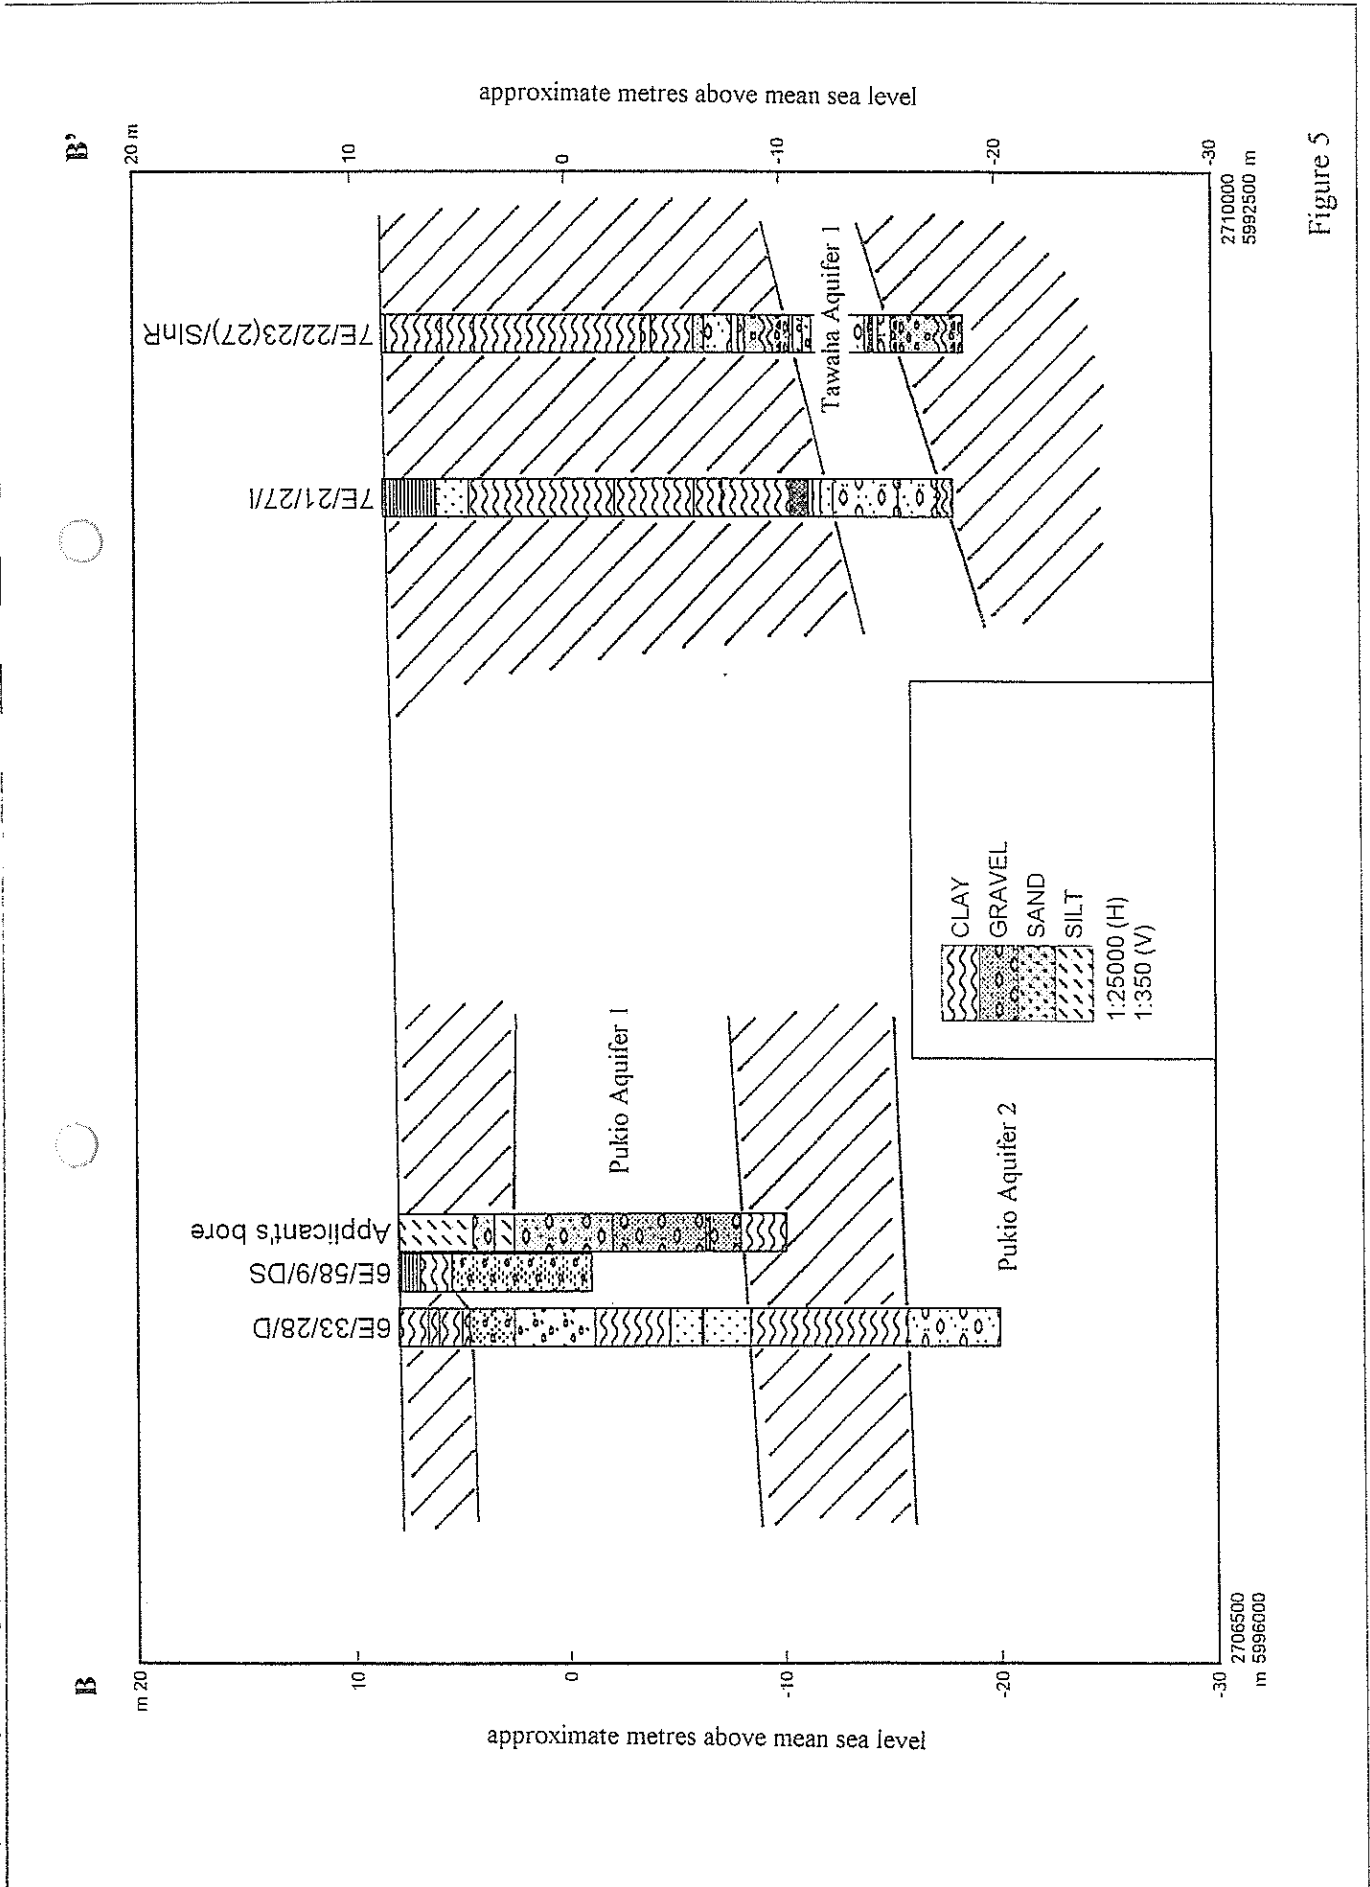 B
B'
m 20
10
0
-10
-20
-30
approximate metres above mean sea level
20 m
10
0
-10
-20
-30
approximate metres above mean sea level
6E/33/28/D
6E/58/9/DS
Applicant's bore
7E/21/27/I
7E/22/23(27)/SInR
Pukio Aquifer 1
Pukio Aquifer 2
Tawaha Aquifer 1
CLAY
GRAVEL
SAND
SILT
1:25000 (H)
1:350 (V)
2706500
m 5996000
2710000
5992500 m
Figure 5